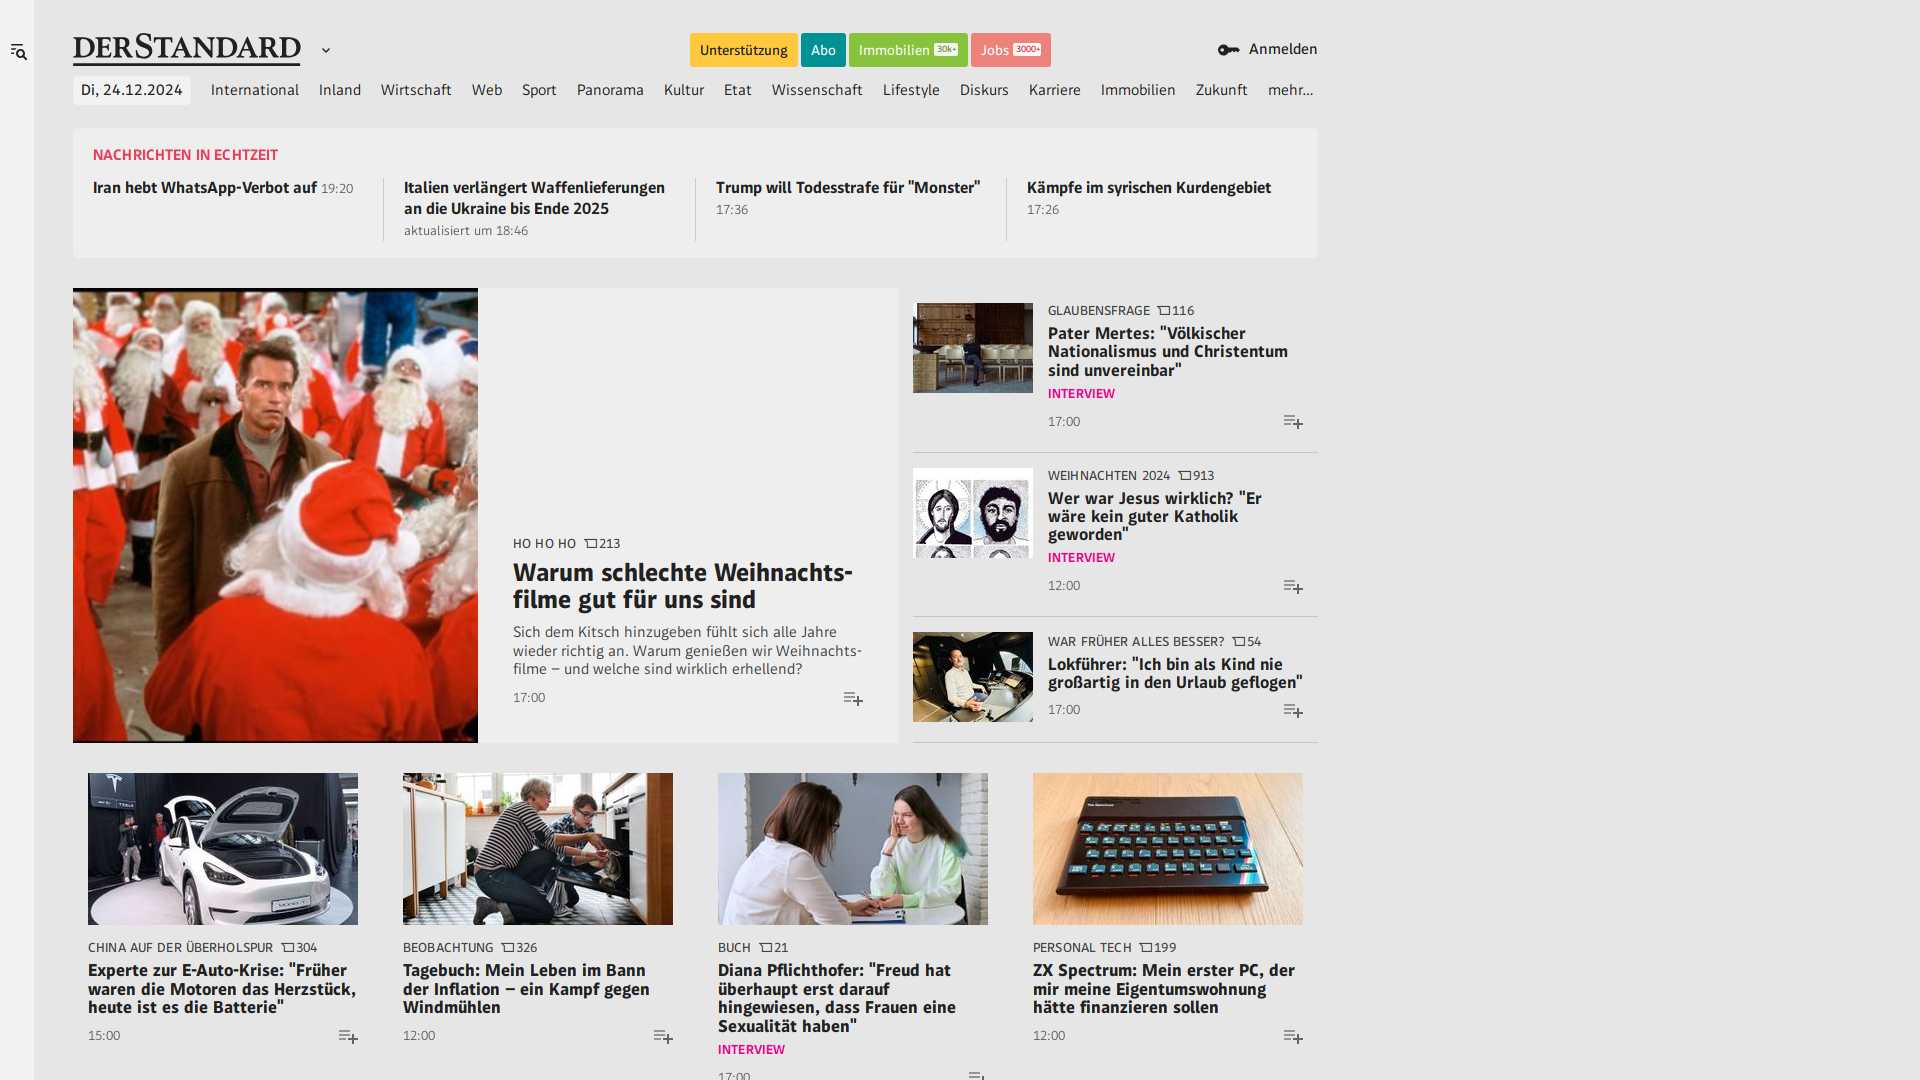 DERSTANDARD
Unterstützung
Abo
Immobilien 30k+
Jobs 3000+
Anmelden
Di, 24.12.2024
International
Inland
Wirtschaft
Web
Sport
Panorama
Kultur
Etat
Wissenschaft
Lifestyle
Diskurs
Karriere
Immobilien
Zukunft
mehr...
NACHRICHTEN IN ECHTZEIT
Iran hebt WhatsApp-Verbot auf 19:20
Italien verlängert Waffenlieferungen
an die Ukraine bis Ende 2025
aktualisiert um 18:46
Trump will Todesstrafe für "Monster"
17:36
Kämpfe im syrischen Kurdengebiet
17:26
HO HO HO 213
Warum schlechte Weihnachts-
filme gut für uns sind
Sich dem Kitsch hinzugeben fühlt sich alle Jahre
wieder richtig an. Warum genießen wir Weihnachts-
filme – und welche sind wirklich erhellend?
17:00
GLAUBENSFRAGE 116
Pater Mertes: "Völkischer
Nationalismus und Christentum
sind unvereinbar"
INTERVIEW
17:00
WEIHNACHTEN 2024 913
Wer war Jesus wirklich? "Er
wäre kein guter Katholik
geworden"
INTERVIEW
12:00
WAR FRÜHER ALLES BESSER? 54
Lokführer: "Ich bin als Kind nie
großartig in den Urlaub geflogen"
17:00
TESLA
CHINA AUF DER ÜBERHOLSPUR 304
Experte zur E-Auto-Krise: "Früher
waren die Motoren das Herzstück,
heute ist es die Batterie"
15:00
BEOBACHTUNG 326
Tagebuch: Mein Leben im Bann
der Inflation – ein Kampf gegen
Windmühlen
12:00
BUCH 21
Diana Pflichthofer: "Freud hat
überhaupt erst darauf
hingewiesen, dass Frauen eine
Sexualität haben"
INTERVIEW
17:00
PERSONAL TECH 199
ZX Spectrum: Mein erster PC, der
mir meine Eigentumswohnung
hätte finanzieren sollen
12:00